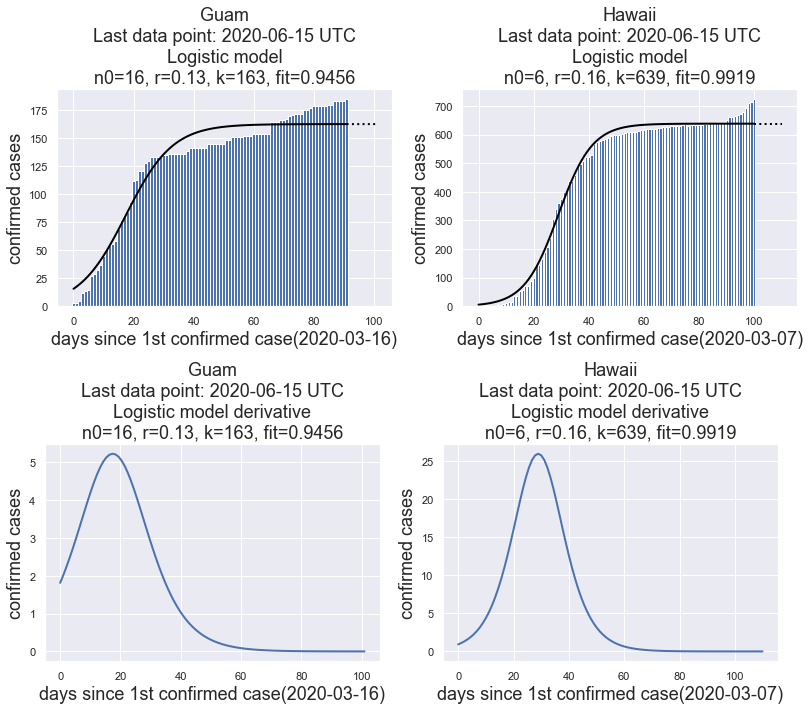 Guam
Last data point: 2020-06-15 UTC
Logistic model
n0=16, r=0.13, k=163, fit=0.9456
confirmed cases
175
150
125
100
75
50
25
0
0 20 40 60 80 100
days since 1st confirmed case(2020-03-16)
Hawaii
Last data point: 2020-06-15 UTC
Logistic model
n0=6, r=0.16, k=639, fit=0.9919
confirmed cases
700
600
500
400
300
200
100
0
0 20 40 60 80 100
days since 1st confirmed case(2020-03-07)
Guam
Last data point: 2020-06-15 UTC
Logistic model derivative
n0=16, r=0.13, k=163, fit=0.9456
confirmed cases
5
4
3
2
1
0
0 20 40 60 80 100
days since 1st confirmed case(2020-03-16)
Hawaii
Last data point: 2020-06-15 UTC
Logistic model derivative
n0=6, r=0.16, k=639, fit=0.9919
confirmed cases
25
20
15
10
5
0
0 20 40 60 80 100
days since 1st confirmed case(2020-03-07)